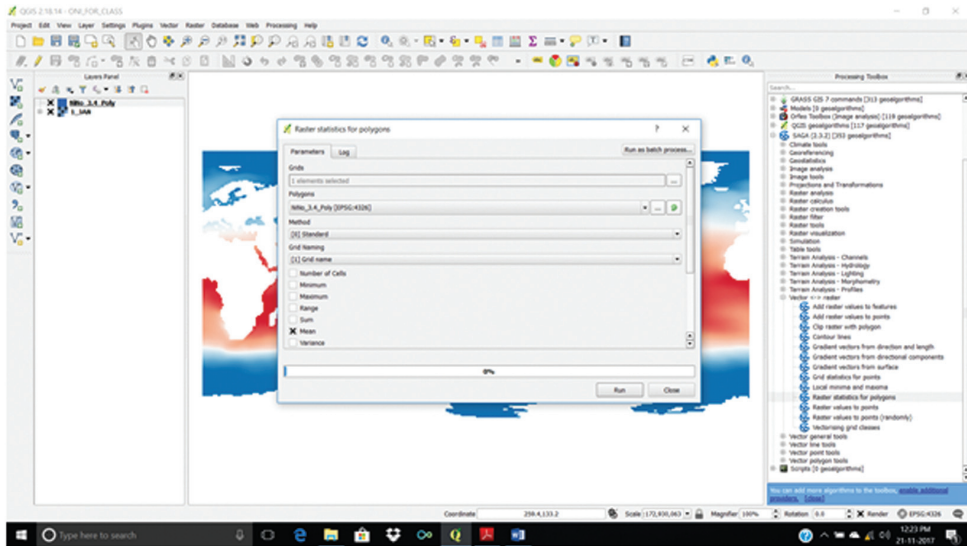 QGIS 2.18.14 - ONI_FOR_CLASS
Project Edit View Layer Settings Plugins Vector Raster Database Web Processing Help
Layers Panel
Nino_3.4_Poly
1_JAN
Raster statistics for polygons
Parameters
Log
Run as batch process...
Grids
1 elements selected
Polygons
Nino_3.4_Poly [EPSG:4326]
Method
[0] Standard
Grid Naming
[1] Grid name
Number of Cells
Minimum
Maximum
Range
Sum
Mean
Variance
0%
Run
Close
Processing Toolbox
Search...
GRASS GIS 7 commands [313 geoalgorithms]
Models [0 geoalgorithms]
Orfeo Toolbox (Image analysis) [119 geoalgorithms]
QGIS geoalgorithms [117 geoalgorithms]
SAGA (2.3.2) [353 geoalgorithms]
Climate tools
Georeferencing
Geostatistics
Image analysis
Image tools
Projections and Transformations
Raster analysis
Raster calculus
Raster creation tools
Raster filter
Raster tools
Raster visualization
Simulation
Table tools
Terrain Analysis - Channels
Terrain Analysis - Hydrology
Terrain Analysis - Lighting
Terrain Analysis - Morphometry
Terrain Analysis - Profiles
Vector <-> raster
Add raster values to features
Add raster values to points
Clip raster with polygon
Contour lines
Gradient vectors from direction and length
Gradient vectors from directional components
Gradient vectors from surface
Grid statistics for points
Local minima and maxima
Raster statistics for polygons
Raster values to points
Raster values to points (randomly)
Vectorising grid classes
Vector general tools
Vector line tools
Vector point tools
Vector polygon tools
Scripts [0 geoalgorithms]
You can add more algorithms to the toolbox, enable additional providers. [close]
Coordinate 259.4,133.2 Scale 1:172,930,063 Magnifier 100% Rotation 0.0 Render EPSG:4326
Type here to search
12:23 PM
21-11-2017